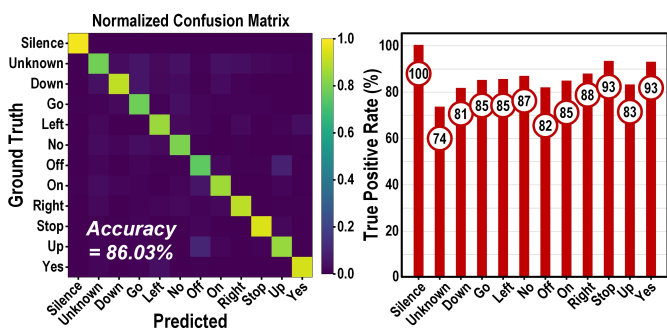 Normalized Confusion Matrix
Ground Truth
Silence
Unknown
Down
Go
Left
No
Off
On
Right
Stop
Up
Yes
Accuracy
= 86.03%
Silence
Unknown
Down
Go
Left
No
Off
On
Right
Stop
Up
Yes
Predicted
1.0
0.8
0.6
0.4
0.2
0.0
True Positive Rate (%)
100
80
60
40
20
0
100
74
81
85
85
87
82
85
88
93
83
93
Silence
Unknown
Down
Go
Left
No
Off
On
Right
Stop
Up
Yes